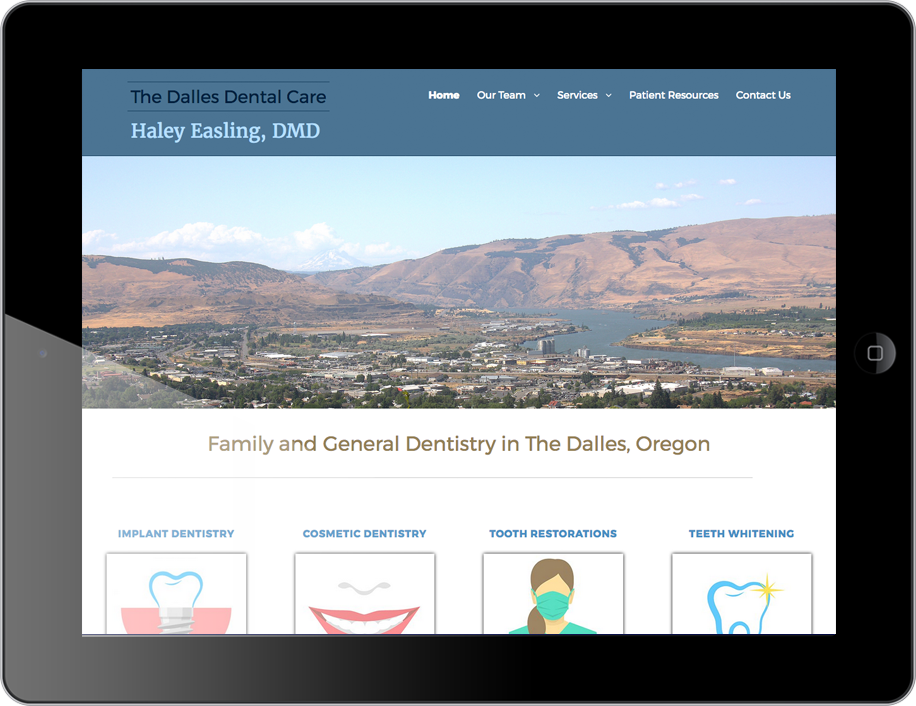 The Dalles Dental Care
Haley Easling, DMD
Home Our Team Services Patient Resources Contact Us
Family and General Dentistry in The Dalles, Oregon
IMPLANT DENTISTRY COSMETIC DENTISTRY TOOTH RESTORATIONS TEETH WHITENING